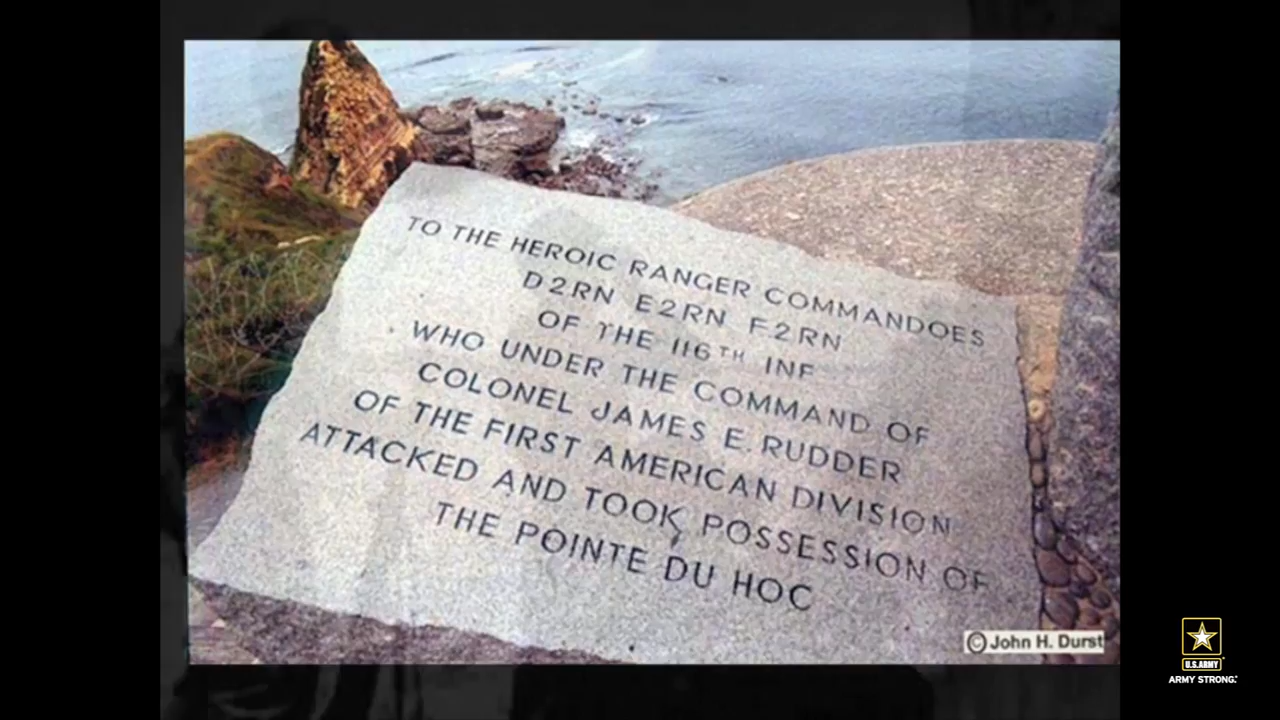 TO THE HEROIC RANGER COMMANDOES
D2RN E2RN F2RN
OF THE 116TH INF
WHO UNDER THE COMMAND OF
COLONEL JAMES E. RUDDER
OF THE FIRST AMERICAN DIVISION
ATTACKED AND TOOK POSSESSION OF
THE POINTE DU HOC
© John H. Durst
U.S.ARMY
ARMY STRONG.